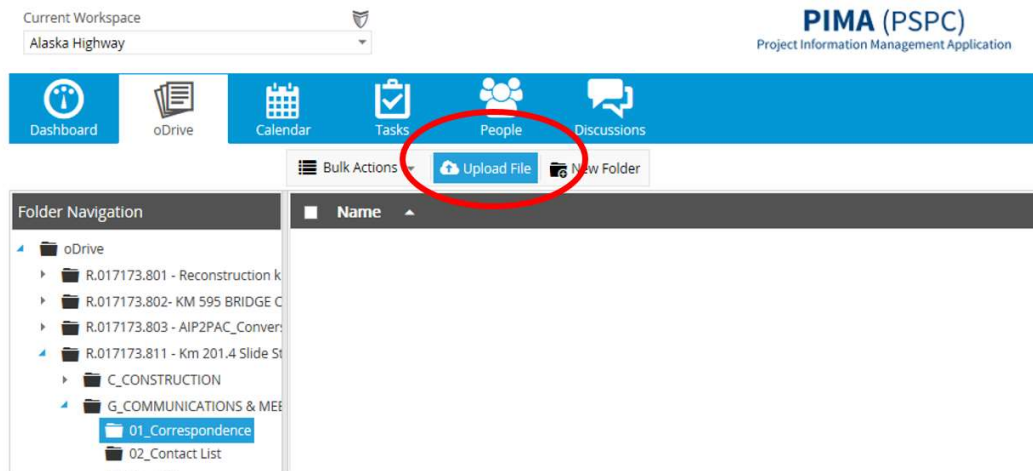 Current Workspace
Alaska Highway
PIMA (PSPC)
Project Information Management Application
Dashboard
oDrive
Calendar
Tasks
People
Discussions
Bulk Actions
Upload File
New Folder
Folder Navigation
Name
oDrive
R.017173.801 - Reconstruction k
R.017173.802- KM 595 BRIDGE C
R.017173.803 - AIP2PAC_Conver
R.017173.811 - Km 201.4 Slide St
C_CONSTRUCTION
G_COMMUNICATIONS & MEE
01_Correspondence
02_Contact List